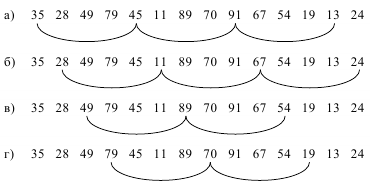 а) 35 28 49 79 45 11 89 70 91 67 54 19 13 24
б) 35 28 49 79 45 11 89 70 91 67 54 19 13 24
в) 35 28 49 79 45 11 89 70 91 67 54 19 13 24
г) 35 28 49 79 45 11 89 70 91 67 54 19 13 24